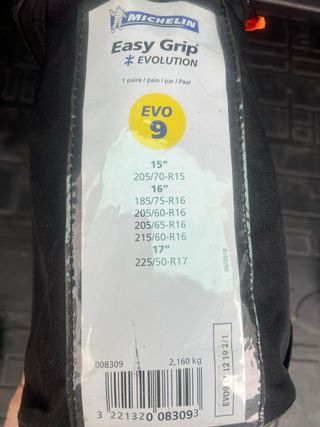 MICHELIN
Easy Grip®
EVOLUTION
1 paire / paio / par / Paar
EVO
9
15"
205/70-R15
16"
185/75-R16
205/60-R16
205/65-R16
215/60-R16
17"
225/50-R17
06/2018
008309
2,160 kg
EVO9 12 19 2/1
3 221320 083093